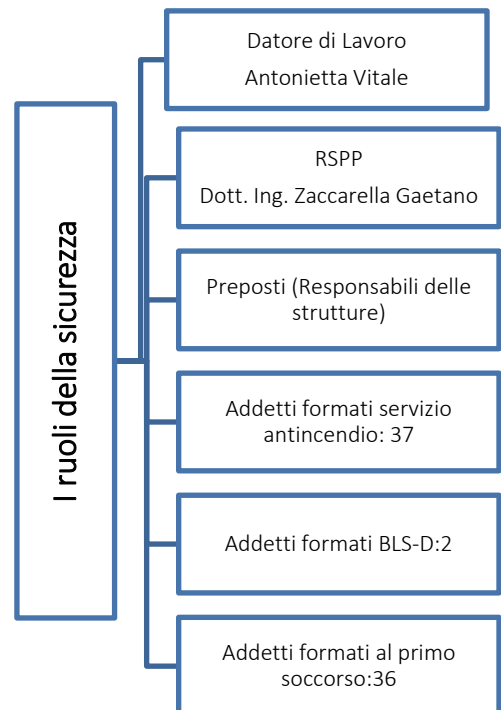 I ruoli della sicurezza
Datore di Lavoro
Antonietta Vitale
RSPP
Dott. Ing. Zaccarella Gaetano
Preposti (Responsabili delle
strutture)
Addetti formati servizio
antincendio: 37
Addetti formati BLS-D:2
Addetti formati al primo
soccorso:36